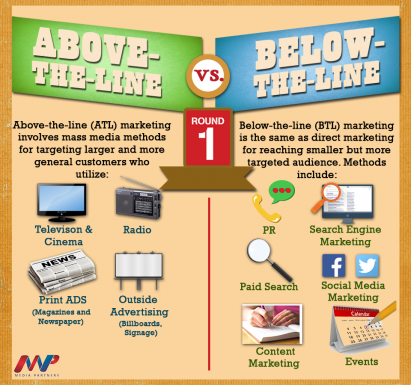 ABOVE-
THE-LINE
VS.
BELOW-
THE-LINE
ROUND
1
Above-the-line (ATL) marketing
involves mass media methods
for targeting larger and more
general customers who
utilize:
Televison &
Cinema
Radio
NEWS
Print ADS
(Magazines and
Newspaper)
Outside
Advertising
(Billboards,
Signage)
Below-the-line (BTL) marketing
is the same as direct marketing
for reaching smaller but more
targeted audience. Methods
include:
PR
Search Engine
Marketing
Paid Search
Social Media
Marketing
Content
Marketing
Calendar
Events
MVP
MEDIA PARTNERS